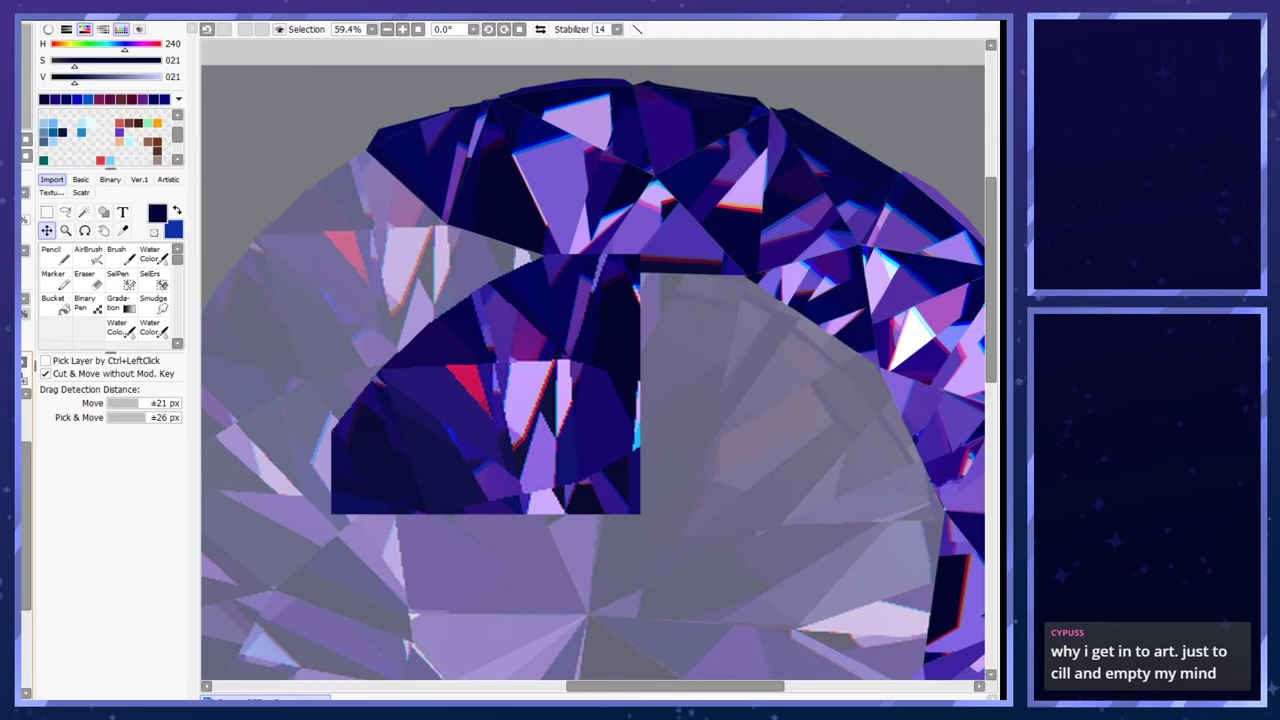 Selection 59.4% 0.0° Stabilizer 14
H 240
S 021
V 021
Import Basic Binary Ver.1 Artistic
Textu... Scatr
Pencil AirBrush Brush Water Color
Marker Eraser SelPen SelErs
Bucket Binary Pen Grada-tion Smudge
Water Colo... Water Color
Pick Layer by Ctrl+LeftClick
Cut & Move without Mod. Key
Drag Detection Distance:
Move ±21 px
Pick & Move ±26 px
CYPUSS
why i get in to art. just to
cill and empty my mind